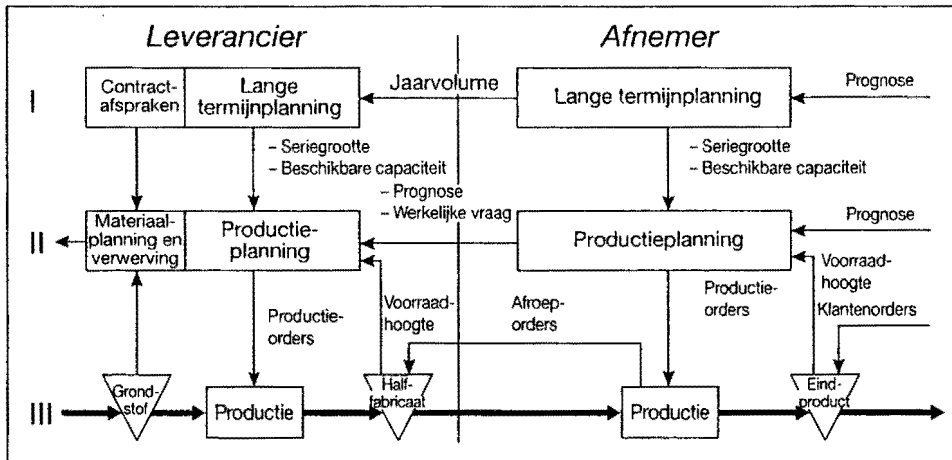 Leverancier
Afnemer
I
Contract-
afspraken
Lange
termijnplanning
Jaarvolume
Lange termijnplanning
Prognose
– Seriegrootte
– Beschikbare capaciteit
– Seriegrootte
– Beschikbare capaciteit
– Prognose
– Werkelijke vraag
II
Materiaal-
planning en
verwerving
Productie-
planning
Productieplanning
Prognose
Productie-
orders
Voorraad-
hoogte
Afroep-
orders
Productie-
orders
Voorraad-
hoogte
Klantenorders
III
Grond-
stof
Productie
Half-
fabricaat
Productie
Eind-
product